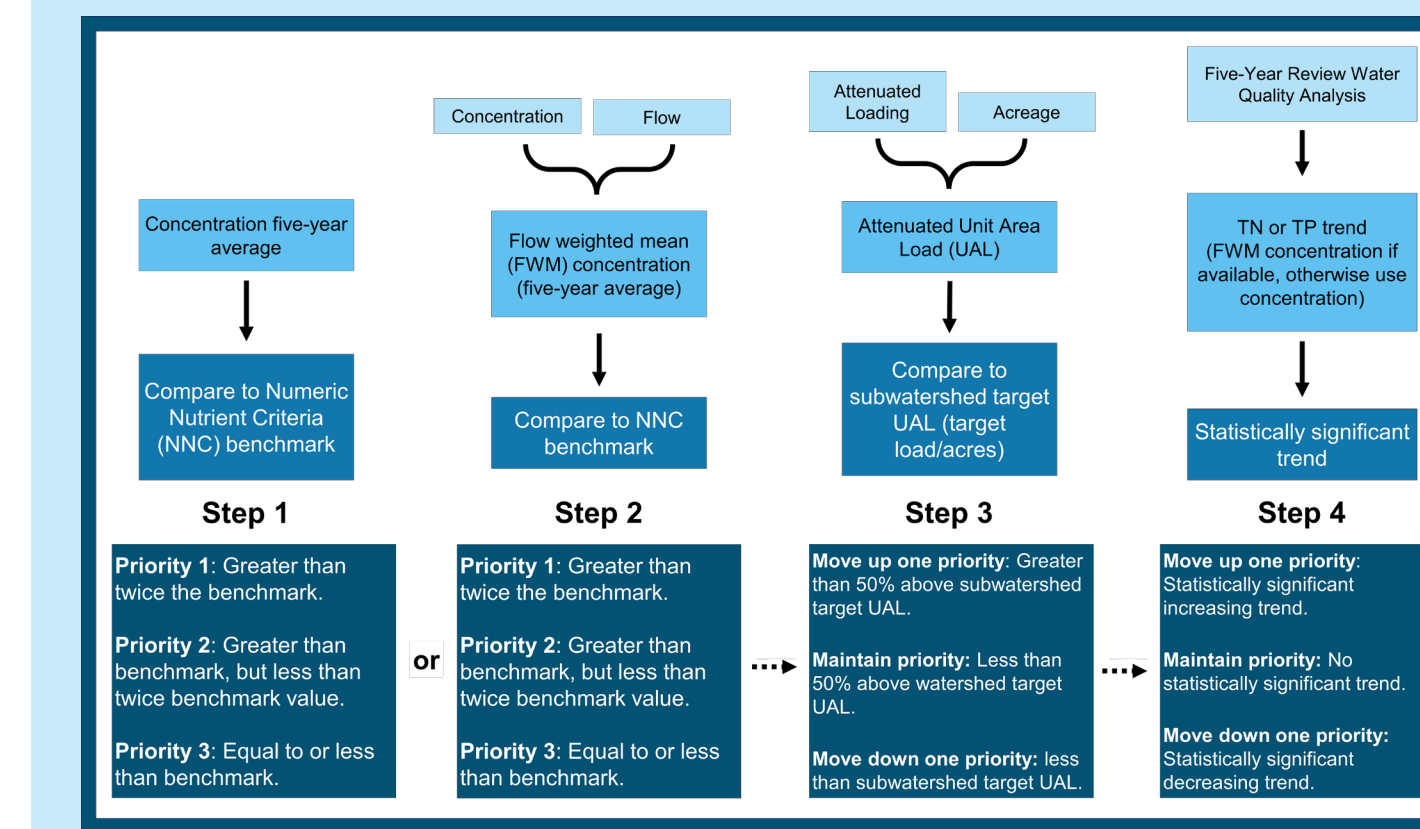 Concentration five-year
average
Compare to Numeric
Nutrient Criteria
(NNC) benchmark
Step 1
Priority 1: Greater than
twice the benchmark.
Priority 2: Greater than
benchmark, but less than
twice benchmark value.
Priority 3: Equal to or less
than benchmark.
or
Concentration
Flow
Flow weighted mean
(FWM) concentration
(five-year average)
Compare to NNC
benchmark
Step 2
Priority 1: Greater than
twice the benchmark.
Priority 2: Greater than
benchmark, but less than
twice benchmark value.
Priority 3: Equal to or less
than benchmark.
Attenuated
Loading
Acreage
Attenuated Unit Area
Load (UAL)
Compare to
subwatershed target
UAL (target
load/acres)
Step 3
Move up one priority: Greater
than 50% above subwatershed
target UAL.
Maintain priority: Less than
50% above watershed target
UAL.
Move down one priority: less
than subwatershed target UAL.
Five-Year Review Water
Quality Analysis
TN or TP trend
(FWM concentration if
available, otherwise use
concentration)
Statistically significant
trend
Step 4
Move up one priority:
Statistically significant
increasing trend.
Maintain priority: No
statistically significant trend.
Move down one priority:
Statistically significant
decreasing trend.